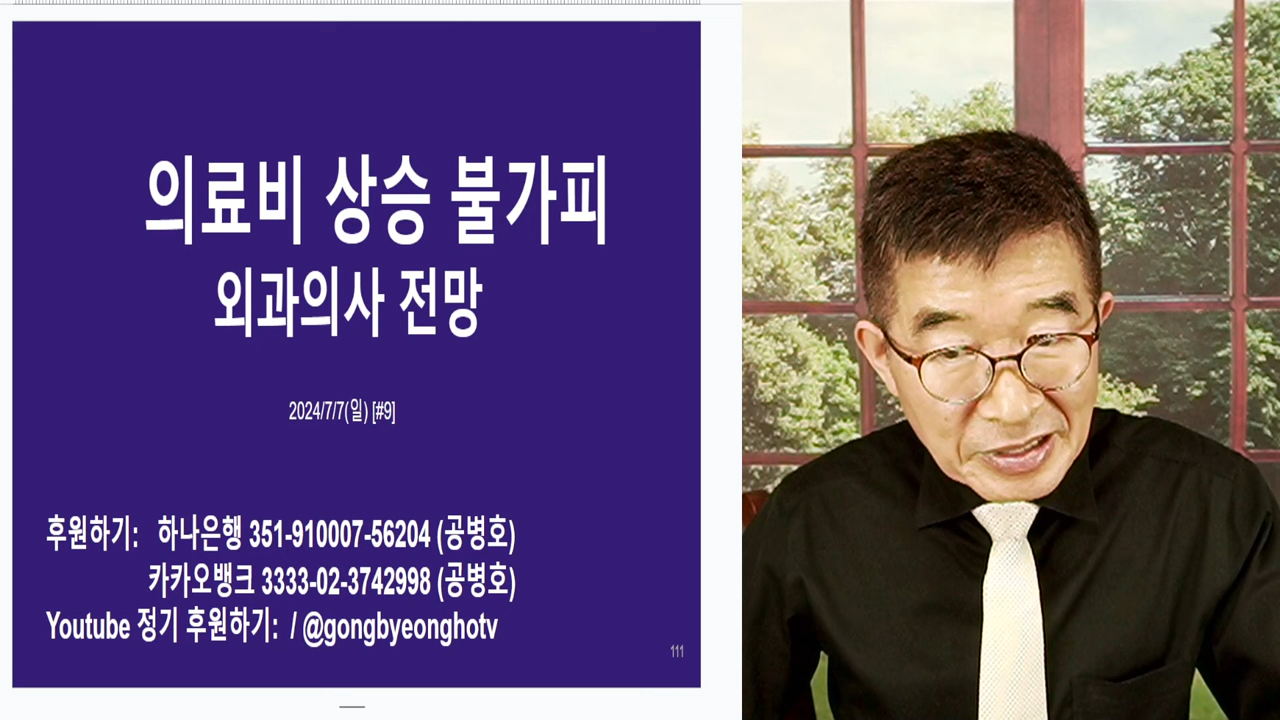 의료비 상승 불가피
외과의사 전망
2024/7/7(일) [#9]
후원하기: 하나은행 351-910007-56204 (공병호)
카카오뱅크 3333-02-3742998 (공병호)
Youtube 정기 후원하기: / @gongbyeonghotv
111